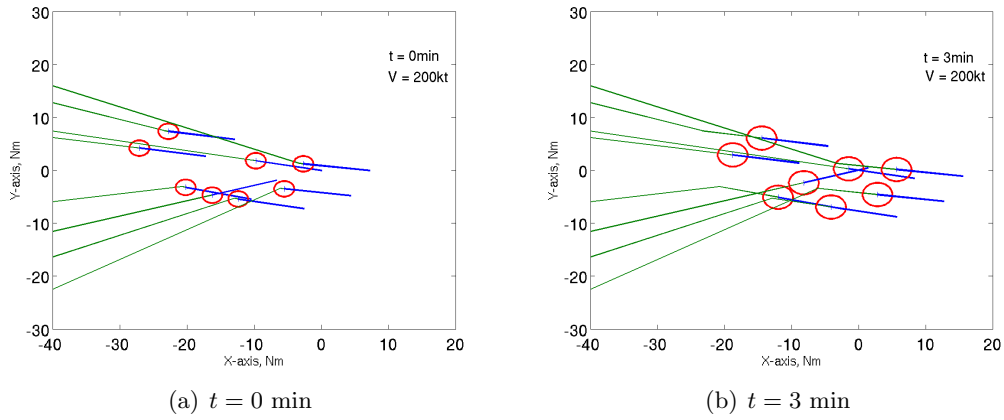 30
20
10
0
-10
-20
-30
-40
-30
-20
-10
0
10
20
Y-axis, Nm
X-axis, Nm
t = 0min
V = 200kt
(a) t = 0 min
30
20
10
0
-10
-20
-30
-40
-30
-20
-10
0
10
20
Y-axis, Nm
X-axis, Nm
t = 3min
V = 200kt
(b) t = 3 min